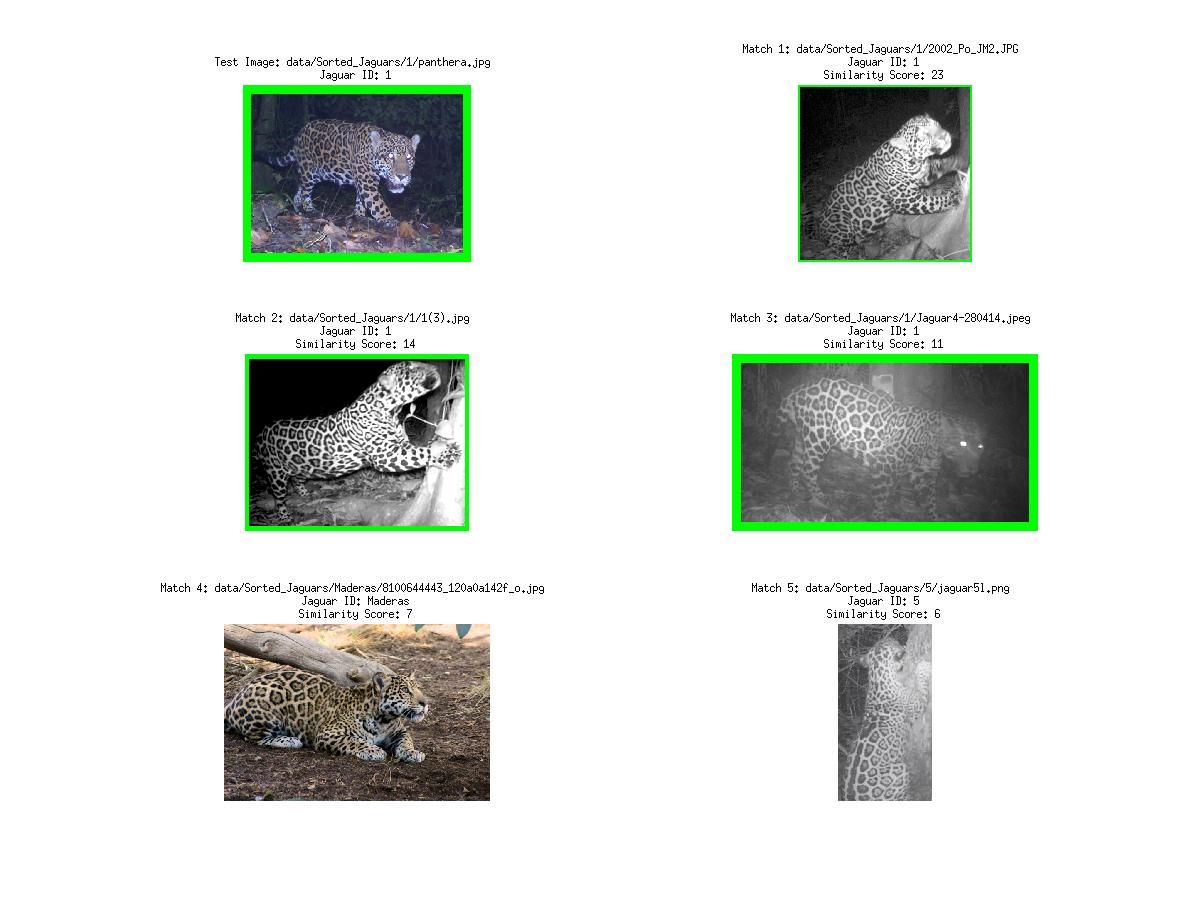 Test Image: data/Sorted_Jaguars/1/panthera.jpg
Jaguar ID: 1
Match 1: data/Sorted_Jaguars/1/2002_Po_JM2.JPG
Jaguar ID: 1
Similarity Score: 23
Match 2: data/Sorted_Jaguars/1/1(3).jpg
Jaguar ID: 1
Similarity Score: 14
Match 3: data/Sorted_Jaguars/1/Jaguar4-280414.jpeg
Jaguar ID: 1
Similarity Score: 11
Match 4: data/Sorted_Jaguars/Maderas/8100644443_120a0a142f_o.jpg
Jaguar ID: Maderas
Similarity Score: 7
Match 5: data/Sorted_Jaguars/5/jaguar5l.png
Jaguar ID: 5
Similarity Score: 6